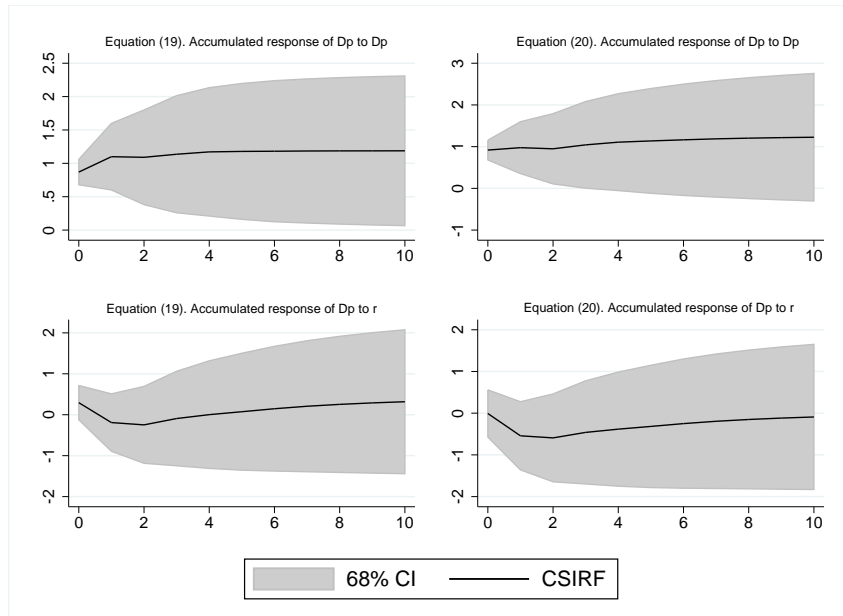 Equation (19). Accumulated response of Dp to Dp
2.5
2
1.5
1
.5
0
0 2 4 6 8 10
Equation (20). Accumulated response of Dp to Dp
3
2
1
0
-1
0 2 4 6 8 10
Equation (19). Accumulated response of Dp to r
2
1
0
-1
-2
0 2 4 6 8 10
Equation (20). Accumulated response of Dp to r
2
1
0
-1
-2
0 2 4 6 8 10
68% CI CSIRF